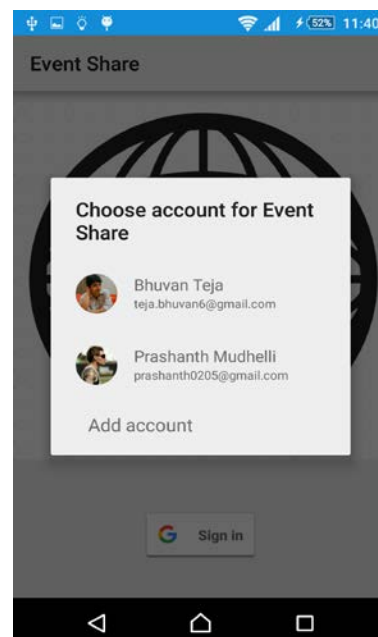 52% 11:40
Event Share
Choose account for Event
Share
Bhuvan Teja
teja.bhuvan6@gmail.com
Prashanth Mudhelli
prashanth0205@gmail.com
Add account
G Sign in